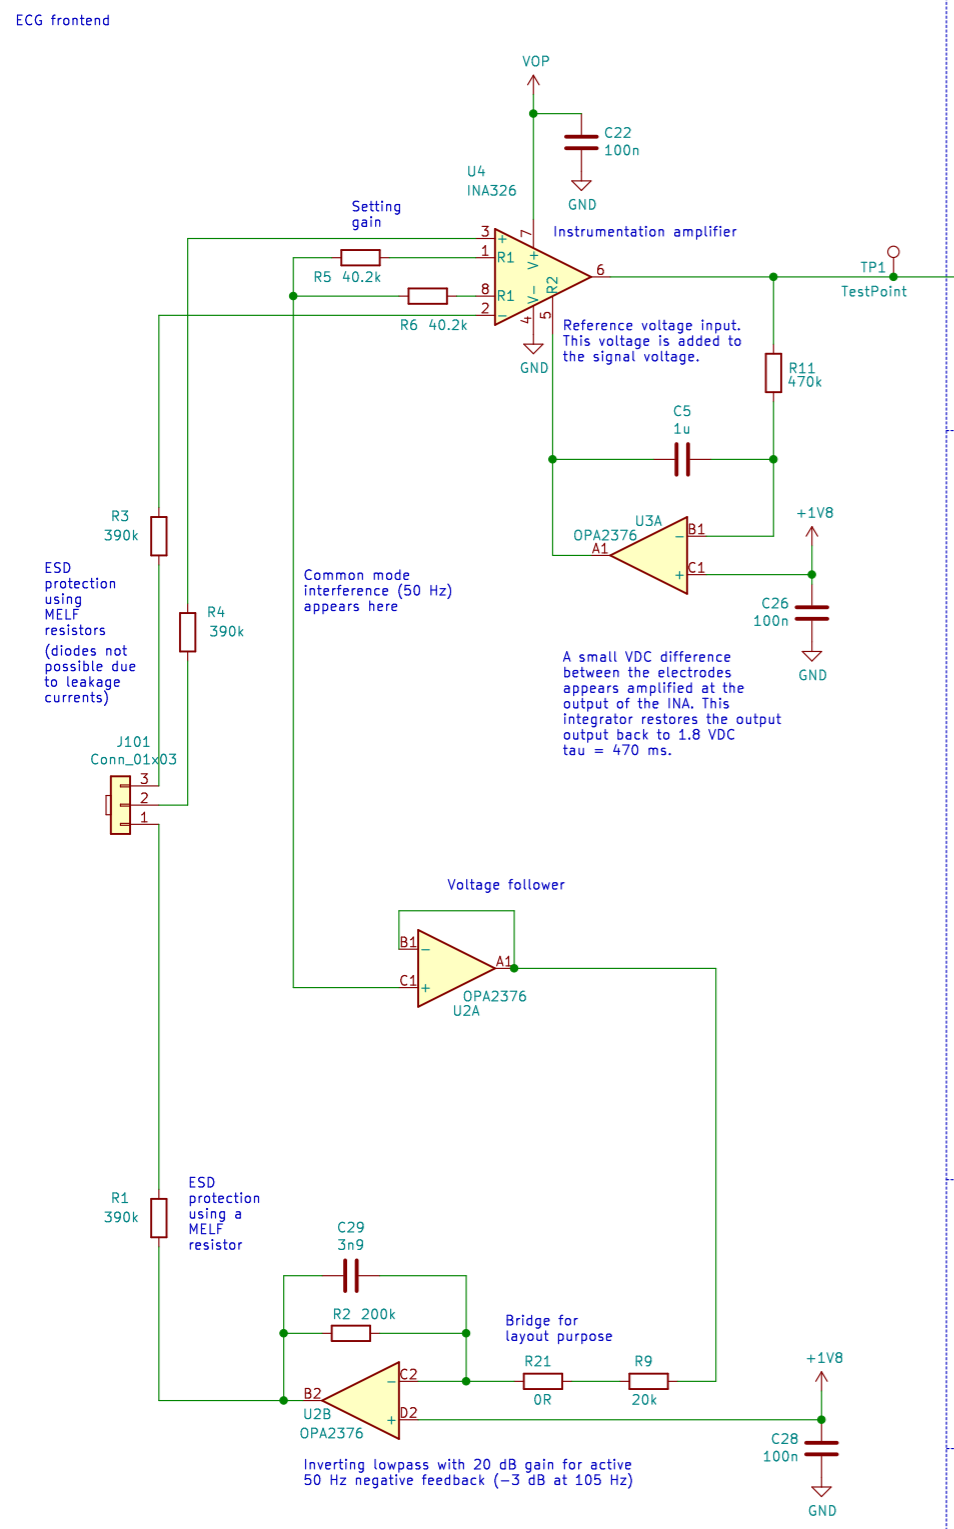 ECG frontend
VOP
C22
100n
GND
U4
INA326
Setting
gain
Instrumentation amplifier
3
+
7
V+
1
R1
R5 40.2k
6
R2
8
R1
R6 40.2k
V-
2
-
4
5
GND
TP1
TestPoint
Reference voltage input.
This voltage is added to
the signal voltage.
R11
470k
C5
1u
U3A
OPA2376
A1
B1
-
C1
+
+1V8
C26
100n
GND
R3
390k
ESD
protection
using
MELF
resistors
(diodes not
possible due
to leakage
currents)
R4
390k
Common mode
interference (50 Hz)
appears here
A small VDC difference
between the electrodes
appears amplified at the
output of the INA. This
integrator restores the output
output back to 1.8 VDC
tau = 470 ms.
J101
Conn_01x03
3
2
1
Voltage follower
B1
-
A1
C1
+
OPA2376
U2A
R1
390k
ESD
protection
using a
MELF
resistor
C29
3n9
R2 200k
Bridge for
layout purpose
R21
0R
R9
20k
+1V8
C2
-
B2
D2
+
U2B
OPA2376
C28
100n
GND
Inverting lowpass with 20 dB gain for active
50 Hz negative feedback (-3 dB at 105 Hz)